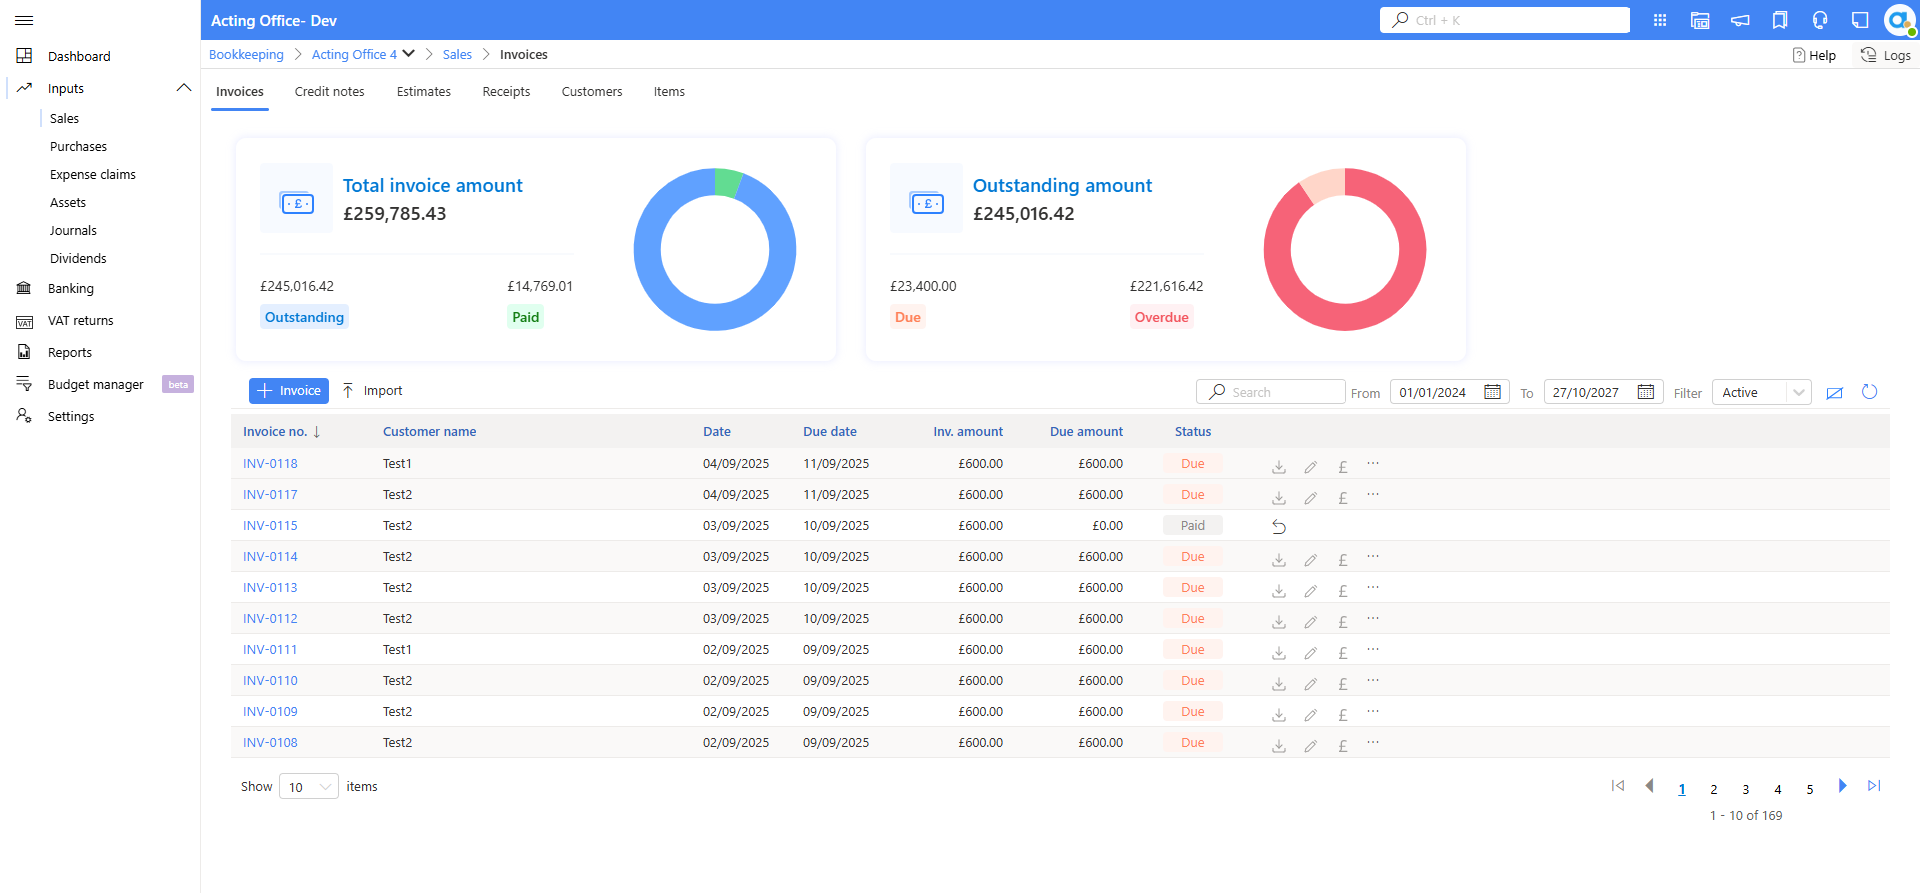 Acting Office- Dev
Ctrl + K
Bookkeeping
Acting Office 4
Sales
Invoices
Help
Logs
Dashboard
Inputs
Sales
Purchases
Expense claims
Assets
Journals
Dividends
Banking
VAT
VAT returns
Reports
Budget manager
beta
Settings
Invoices
Credit notes
Estimates
Receipts
Customers
Items
£
Total invoice amount
£259,785.43
£245,016.42
£14,769.01
Outstanding
Paid
£
Outstanding amount
£245,016.42
£23,400.00
£221,616.42
Due
Overdue
Invoice
Import
Search
From
01/01/2024
To
27/10/2027
Filter
Active
Invoice no. ↓ Customer name Date Due date Inv. amount Due amount Status
INV-0118 Test1 04/09/2025 11/09/2025 £600.00 £600.00 Due £ ...
INV-0117 Test2 04/09/2025 11/09/2025 £600.00 £600.00 Due £ ...
INV-0115 Test2 03/09/2025 10/09/2025 £600.00 £0.00 Paid
INV-0114 Test2 03/09/2025 10/09/2025 £600.00 £600.00 Due £ ...
INV-0113 Test2 03/09/2025 10/09/2025 £600.00 £600.00 Due £ ...
INV-0112 Test2 03/09/2025 10/09/2025 £600.00 £600.00 Due £ ...
INV-0111 Test1 02/09/2025 09/09/2025 £600.00 £600.00 Due £ ...
INV-0110 Test2 02/09/2025 09/09/2025 £600.00 £600.00 Due £ ...
INV-0109 Test2 02/09/2025 09/09/2025 £600.00 £600.00 Due £ ...
INV-0108 Test2 02/09/2025 09/09/2025 £600.00 £600.00 Due £ ...
Show 10 items
1 2 3 4 5
1 - 10 of 169